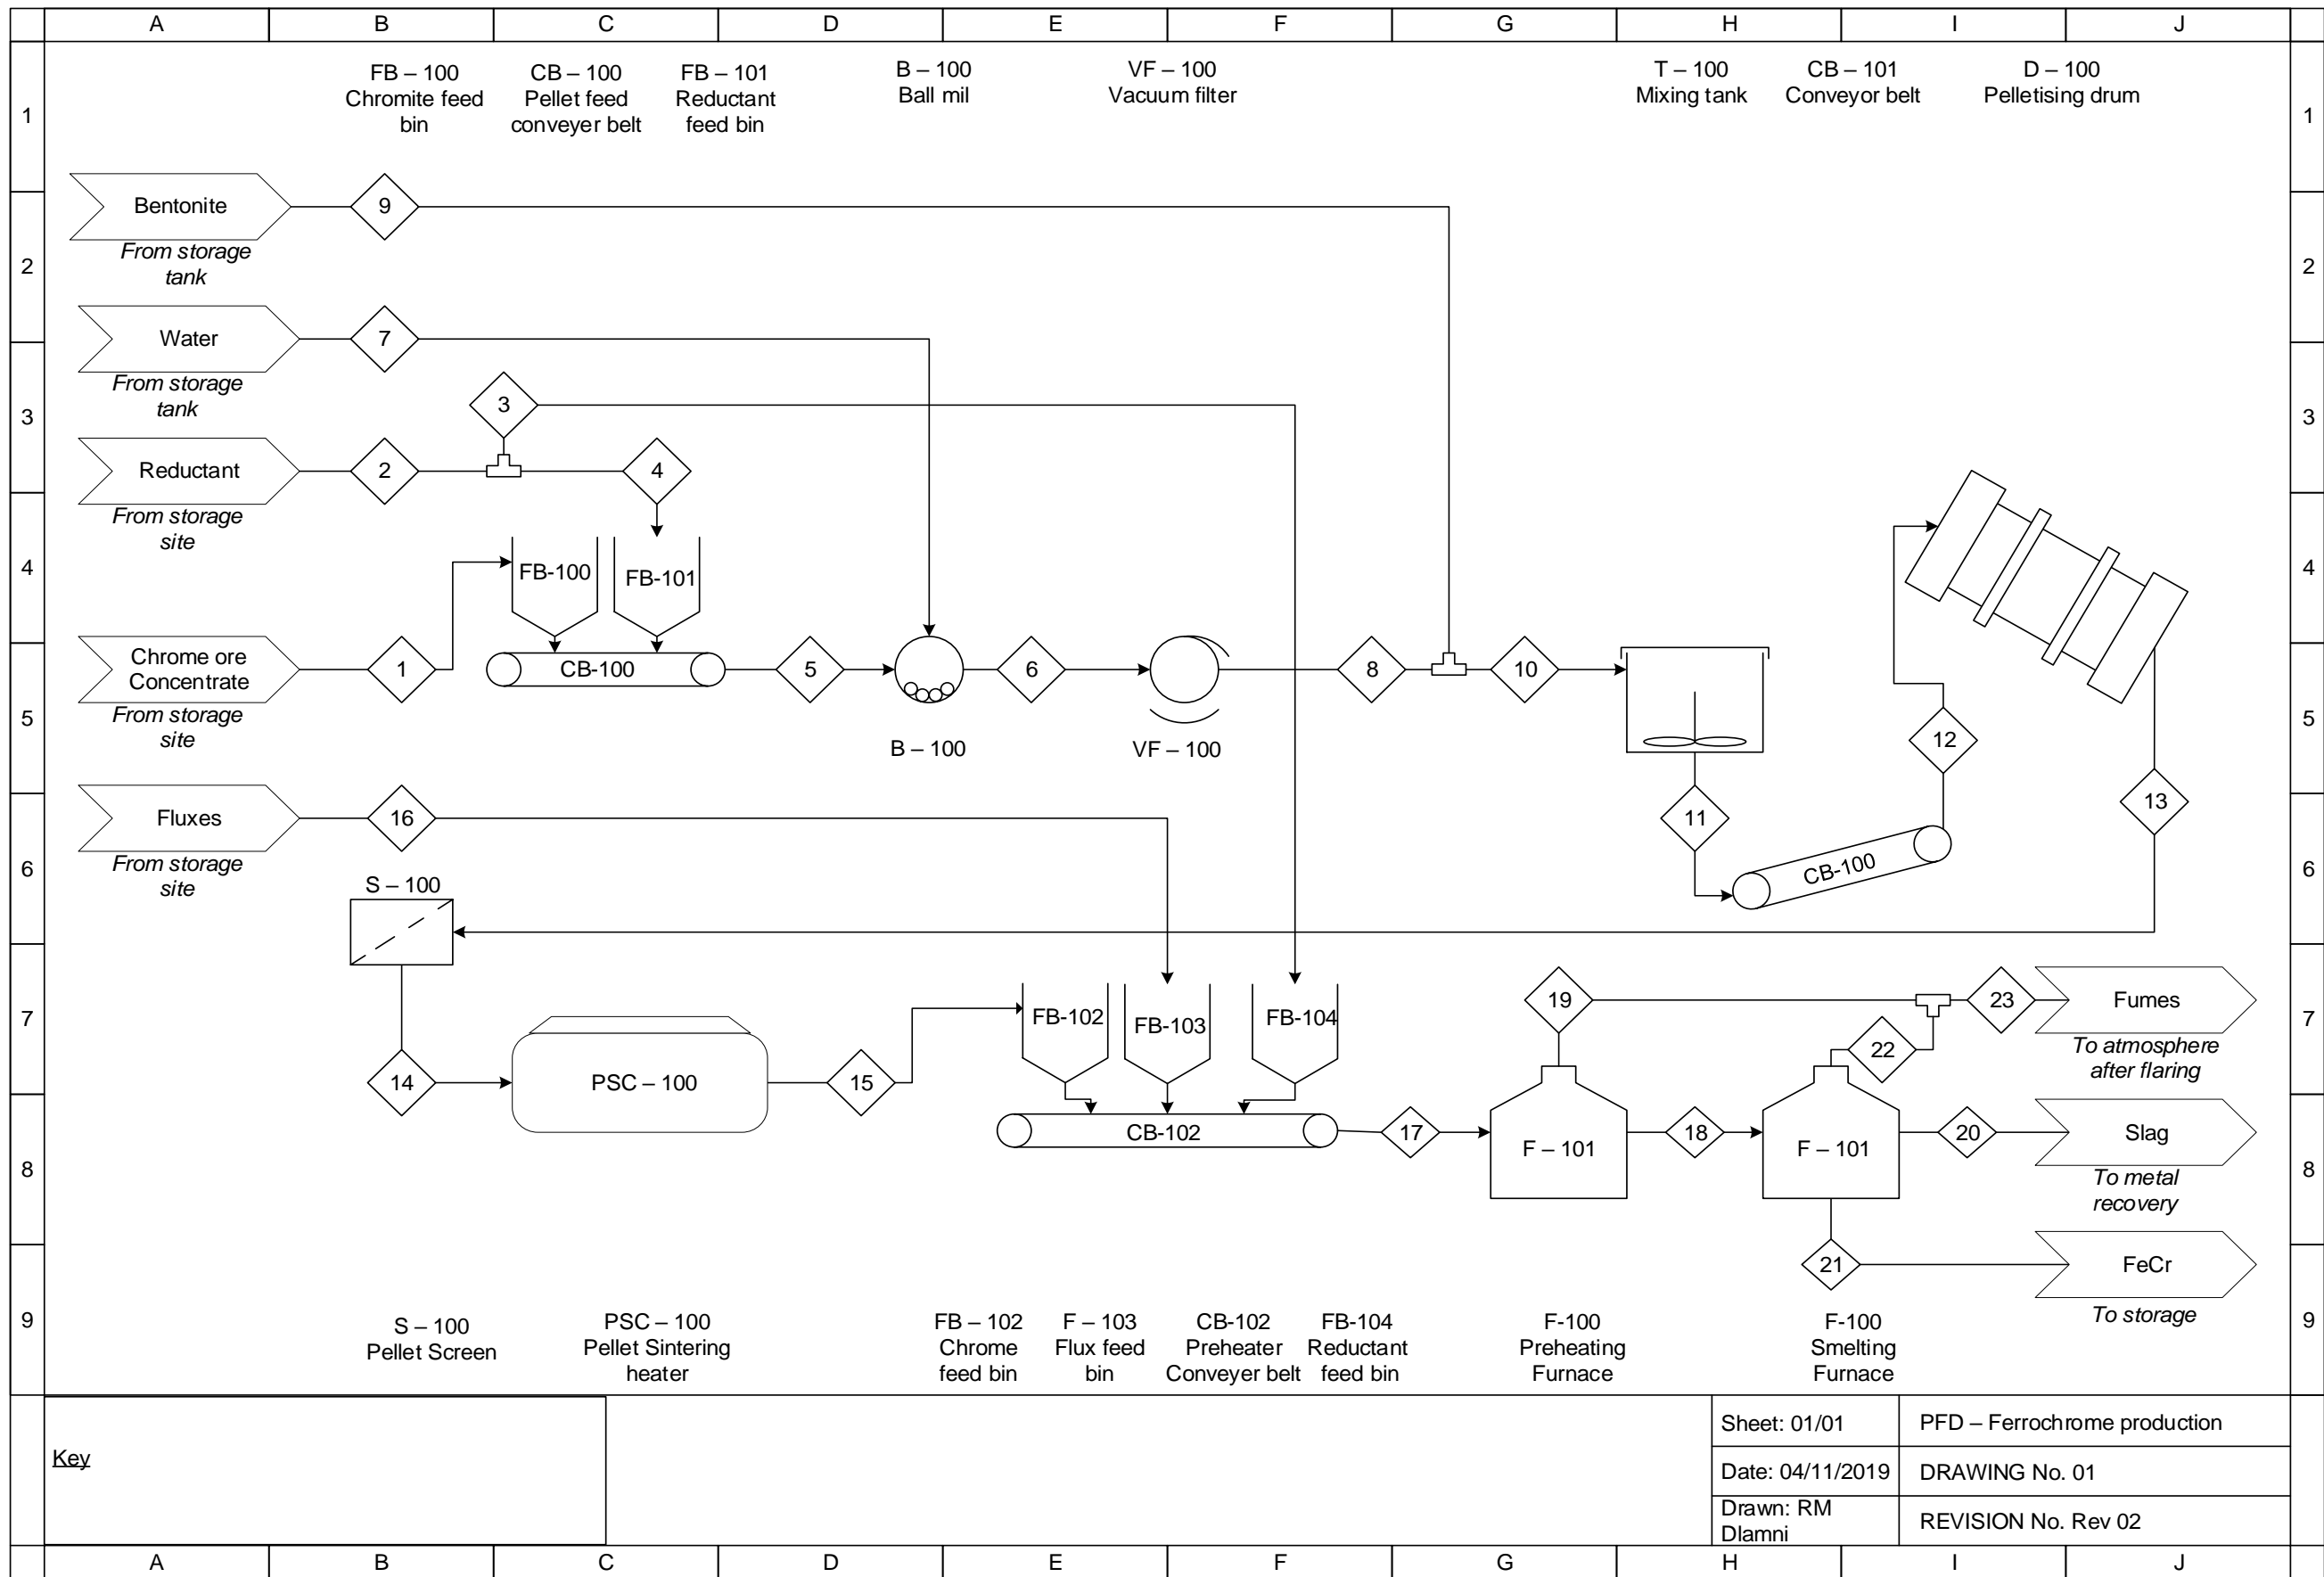 A B C D E F G H I J
1 1
2 2
3 3
4 4
5 5
6 6
7 7
8 8
9 9
FB – 100
Chromite feed
bin
CB – 100
Pellet feed
conveyer belt
FB – 101
Reductant
feed bin
B – 100
Ball mil
VF – 100
Vacuum filter
T – 100
Mixing tank
CB – 101
Conveyor belt
D – 100
Pelletising drum
Bentonite
From storage
tank
9
Water
From storage
tank
7
3
Reductant
From storage
site
2
4
FB-100
FB-101
Chrome ore
Concentrate
From storage
site
1
CB-100
5
6
8
10
B – 100
VF – 100
12
13
Fluxes
From storage
site
16
11
CB-100
S – 100
14
PSC – 100
15
FB-102
FB-103
FB-104
CB-102
17
19
F – 101
18
F – 101
22
23
Fumes
To atmosphere
after flaring
20
Slag
To metal
recovery
21
FeCr
To storage
S – 100
Pellet Screen
PSC – 100
Pellet Sintering
heater
FB – 102
Chrome
feed bin
F – 103
Flux feed
bin
CB-102
Preheater
Conveyer belt
FB-104
Reductant
feed bin
F-100
Preheating
Furnace
F-100
Smelting
Furnace
Key
Sheet: 01/01
PFD – Ferrochrome production
Date: 04/11/2019
DRAWING No. 01
Drawn: RM
Dlamni
REVISION No. Rev 02
A B C D E F G H I J